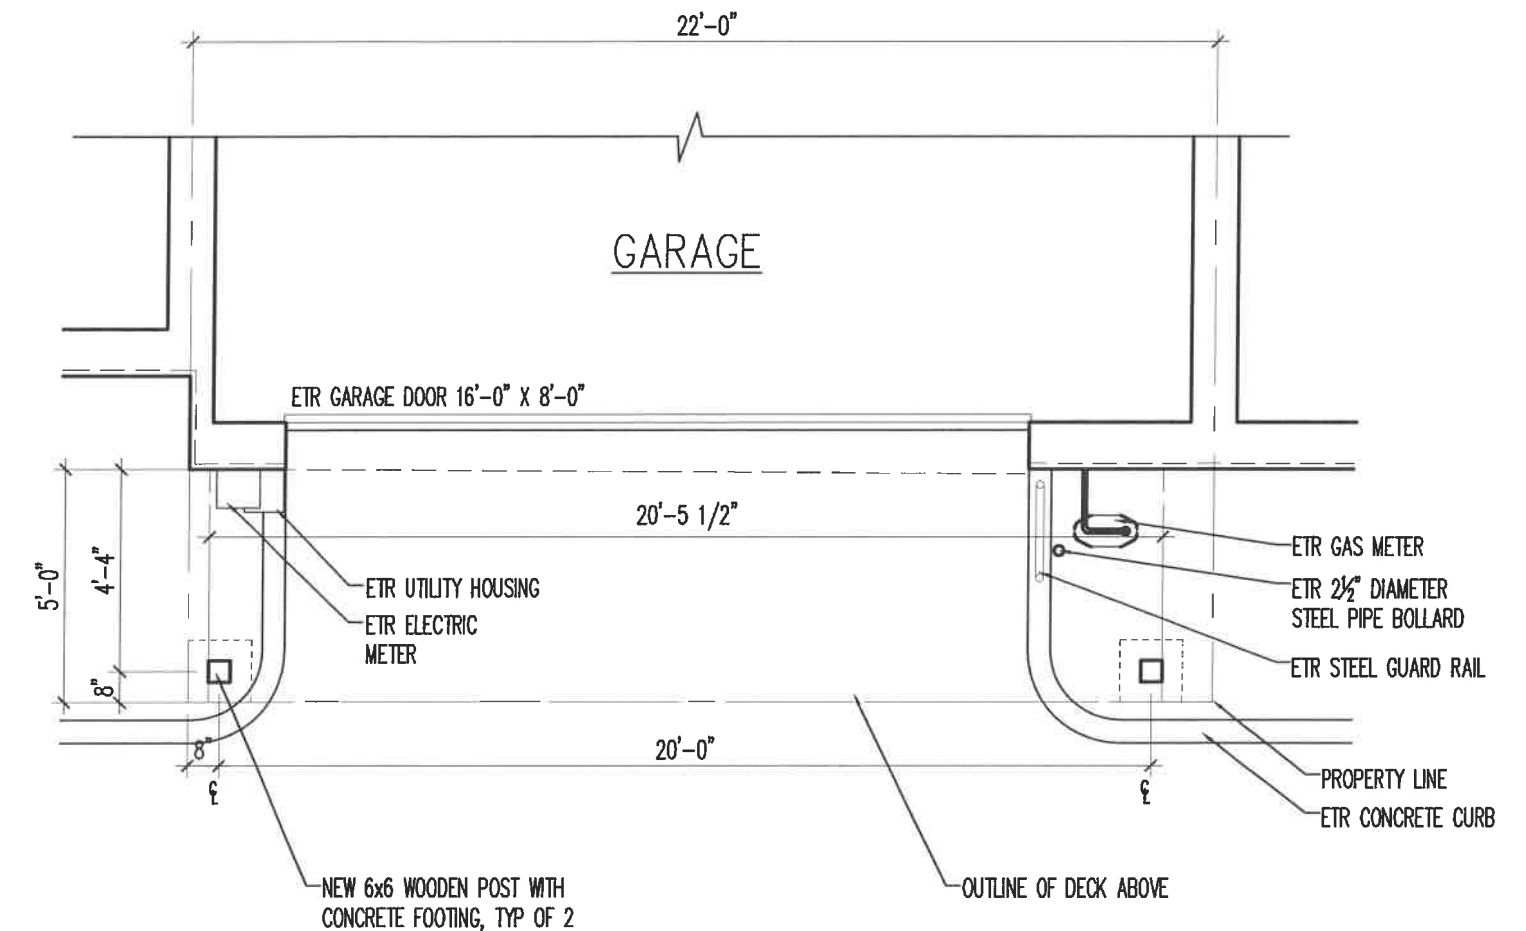 22'-0"
GARAGE
ETR GARAGE DOOR 16'-0" X 8'-0"
20'-5 1/2"
5'-0"
4'-4"
8"
ETR UTILITY HOUSING
ETR ELECTRIC
METER
ETR GAS METER
ETR 2½" DIAMETER
STEEL PIPE BOLLARD
ETR STEEL GUARD RAIL
8"
20'-0"
℄
℄
PROPERTY LINE
ETR CONCRETE CURB
NEW 6x6 WOODEN POST WITH
CONCRETE FOOTING, TYP OF 2
OUTLINE OF DECK ABOVE